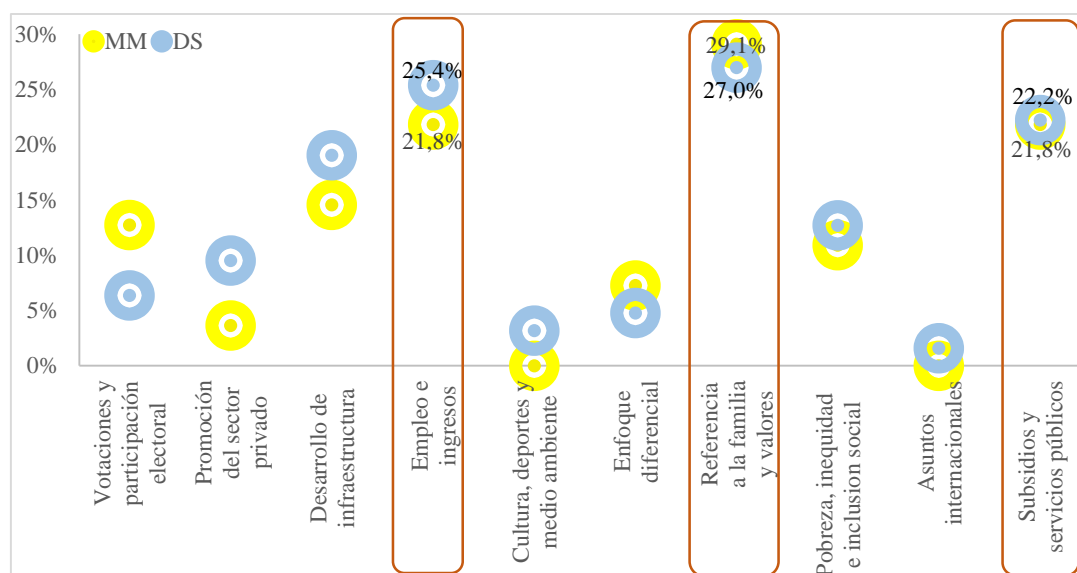 30%
25%
20%
15%
10%
5%
0%
MM DS
25,4%
21,8%
29,1%
27,0%
22,2%
21,8%
Votaciones y
participación
electoral
Promoción
del sector
privado
Desarrollo de
infraestructura
Empleo e
ingresos
Cultura, deportes y
medio ambiente
Enfoque
diferencial
Referencia
a la familia
y valores
Pobreza, inequidad
e inclusion social
Asuntos
internacionales
Subsidios y
servicios públicos